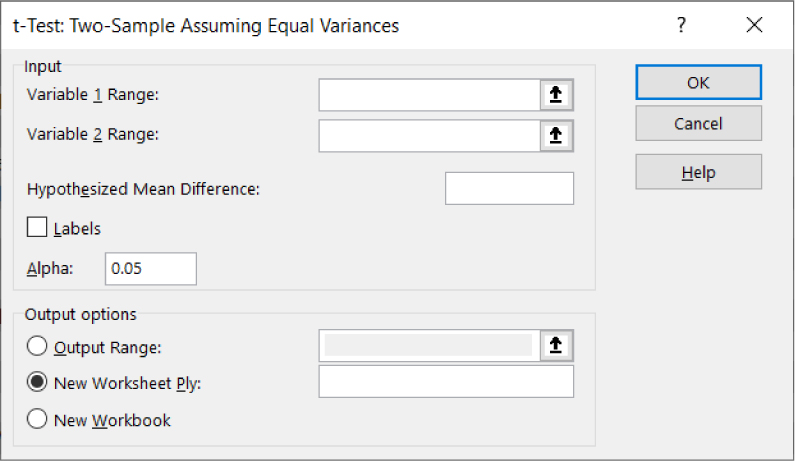 t-Test: Two-Sample Assuming Equal Variances
?
Input
Variable 1 Range:
Variable 2 Range:
Hypothesized Mean Difference:
Labels
Alpha: 0.05
Output options
Output Range:
New Worksheet Ply:
New Workbook
OK
Cancel
Help